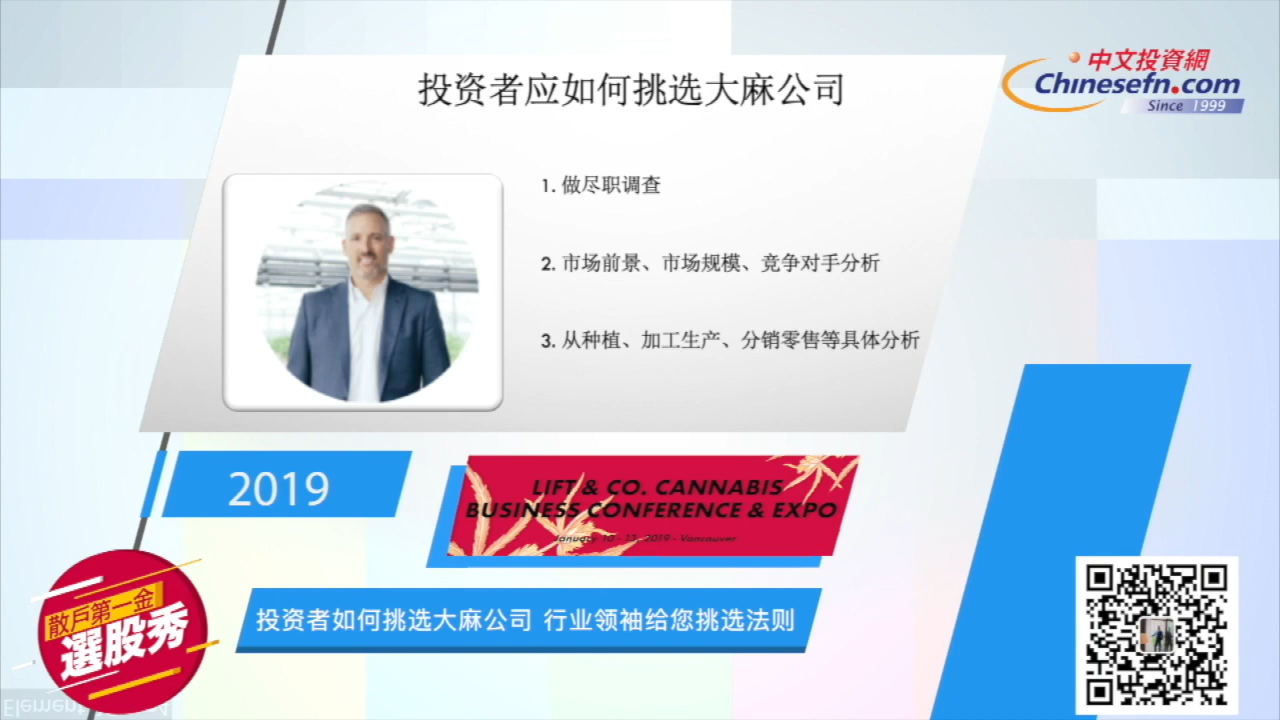 投资者应如何挑选大麻公司
中文投資網
Chinesefn.com
Since 1999
1. 做尽职调查
2. 市场前景、市场规模、竞争对手分析
3. 从种植、加工生产、分销零售等具体分析
2019
LIFT & CO. CANNABIS
BUSINESS CONFERENCE & EXPO
January 10 - 13, 2019 - Vancouver
散戶第一金
選股秀
投资者如何挑选大麻公司 行业领袖给您挑选法则